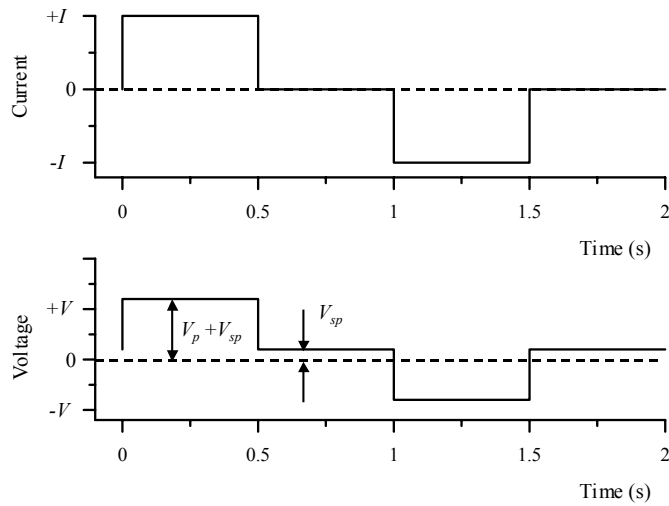 +I
Current
0
-I
0 0.5 1 1.5 2
Time (s)
+V
Voltage
V_p + V_sp
V_sp
0
-V
0 0.5 1 1.5 2
Time (s)